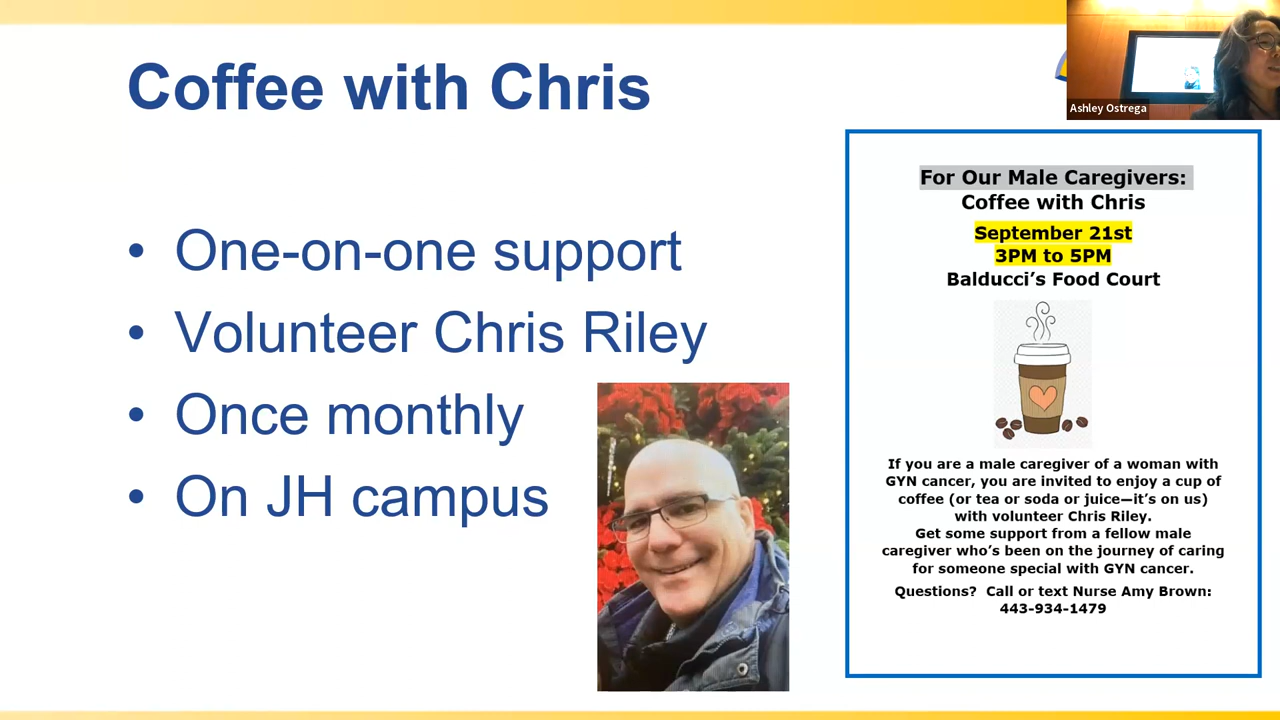 Coffee with Chris
• One-on-one support
• Volunteer Chris Riley
• Once monthly
• On JH campus
Ashley Ostrega
For Our Male Caregivers:
Coffee with Chris
September 21st
3PM to 5PM
Balducci’s Food Court
If you are a male caregiver of a woman with
GYN cancer, you are invited to enjoy a cup of
coffee (or tea or soda or juice—it’s on us)
with volunteer Chris Riley.
Get some support from a fellow male
caregiver who’s been on the journey of caring
for someone special with GYN cancer.
Questions?  Call or text Nurse Amy Brown:
443-934-1479